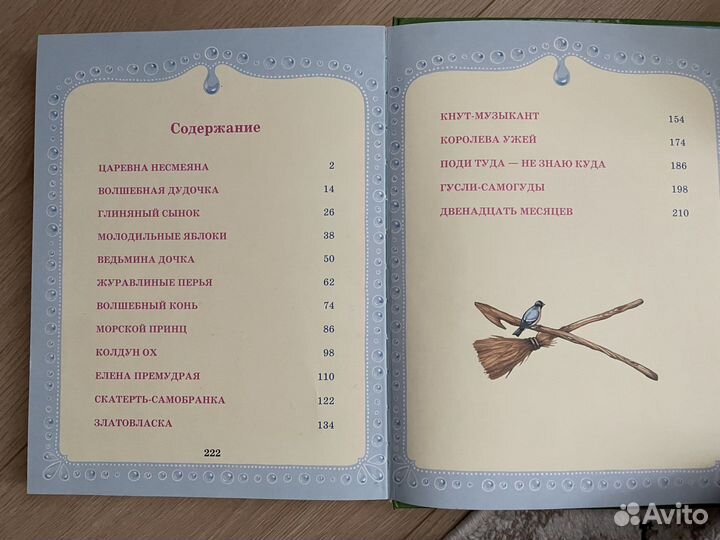 Содержание
ЦАРЕВНА НЕСМЕЯНА 2
ВОЛШЕБНАЯ ДУДОЧКА 14
ГЛИНЯНЫЙ СЫНОК 26
МОЛОДИЛЬНЫЕ ЯБЛОКИ 38
ВЕДЬМИНА ДОЧКА 50
ЖУРАВЛИНЫЕ ПЕРЬЯ 62
ВОЛШЕБНЫЙ КОНЬ 74
МОРСКОЙ ПРИНЦ 86
КОЛДУН ОХ 98
ЕЛЕНА ПРЕМУДРАЯ 110
СКАТЕРТЬ-САМОБРАНКА 122
ЗЛАТОВЛАСКА 134
222
КНУТ-МУЗЫКАНТ 154
КОРОЛЕВА УЖЕЙ 174
ПОДИ ТУДА — НЕ ЗНАЮ КУДА 186
ГУСЛИ-САМОГУДЫ 198
ДВЕНАДЦАТЬ МЕСЯЦЕВ 210
Avito